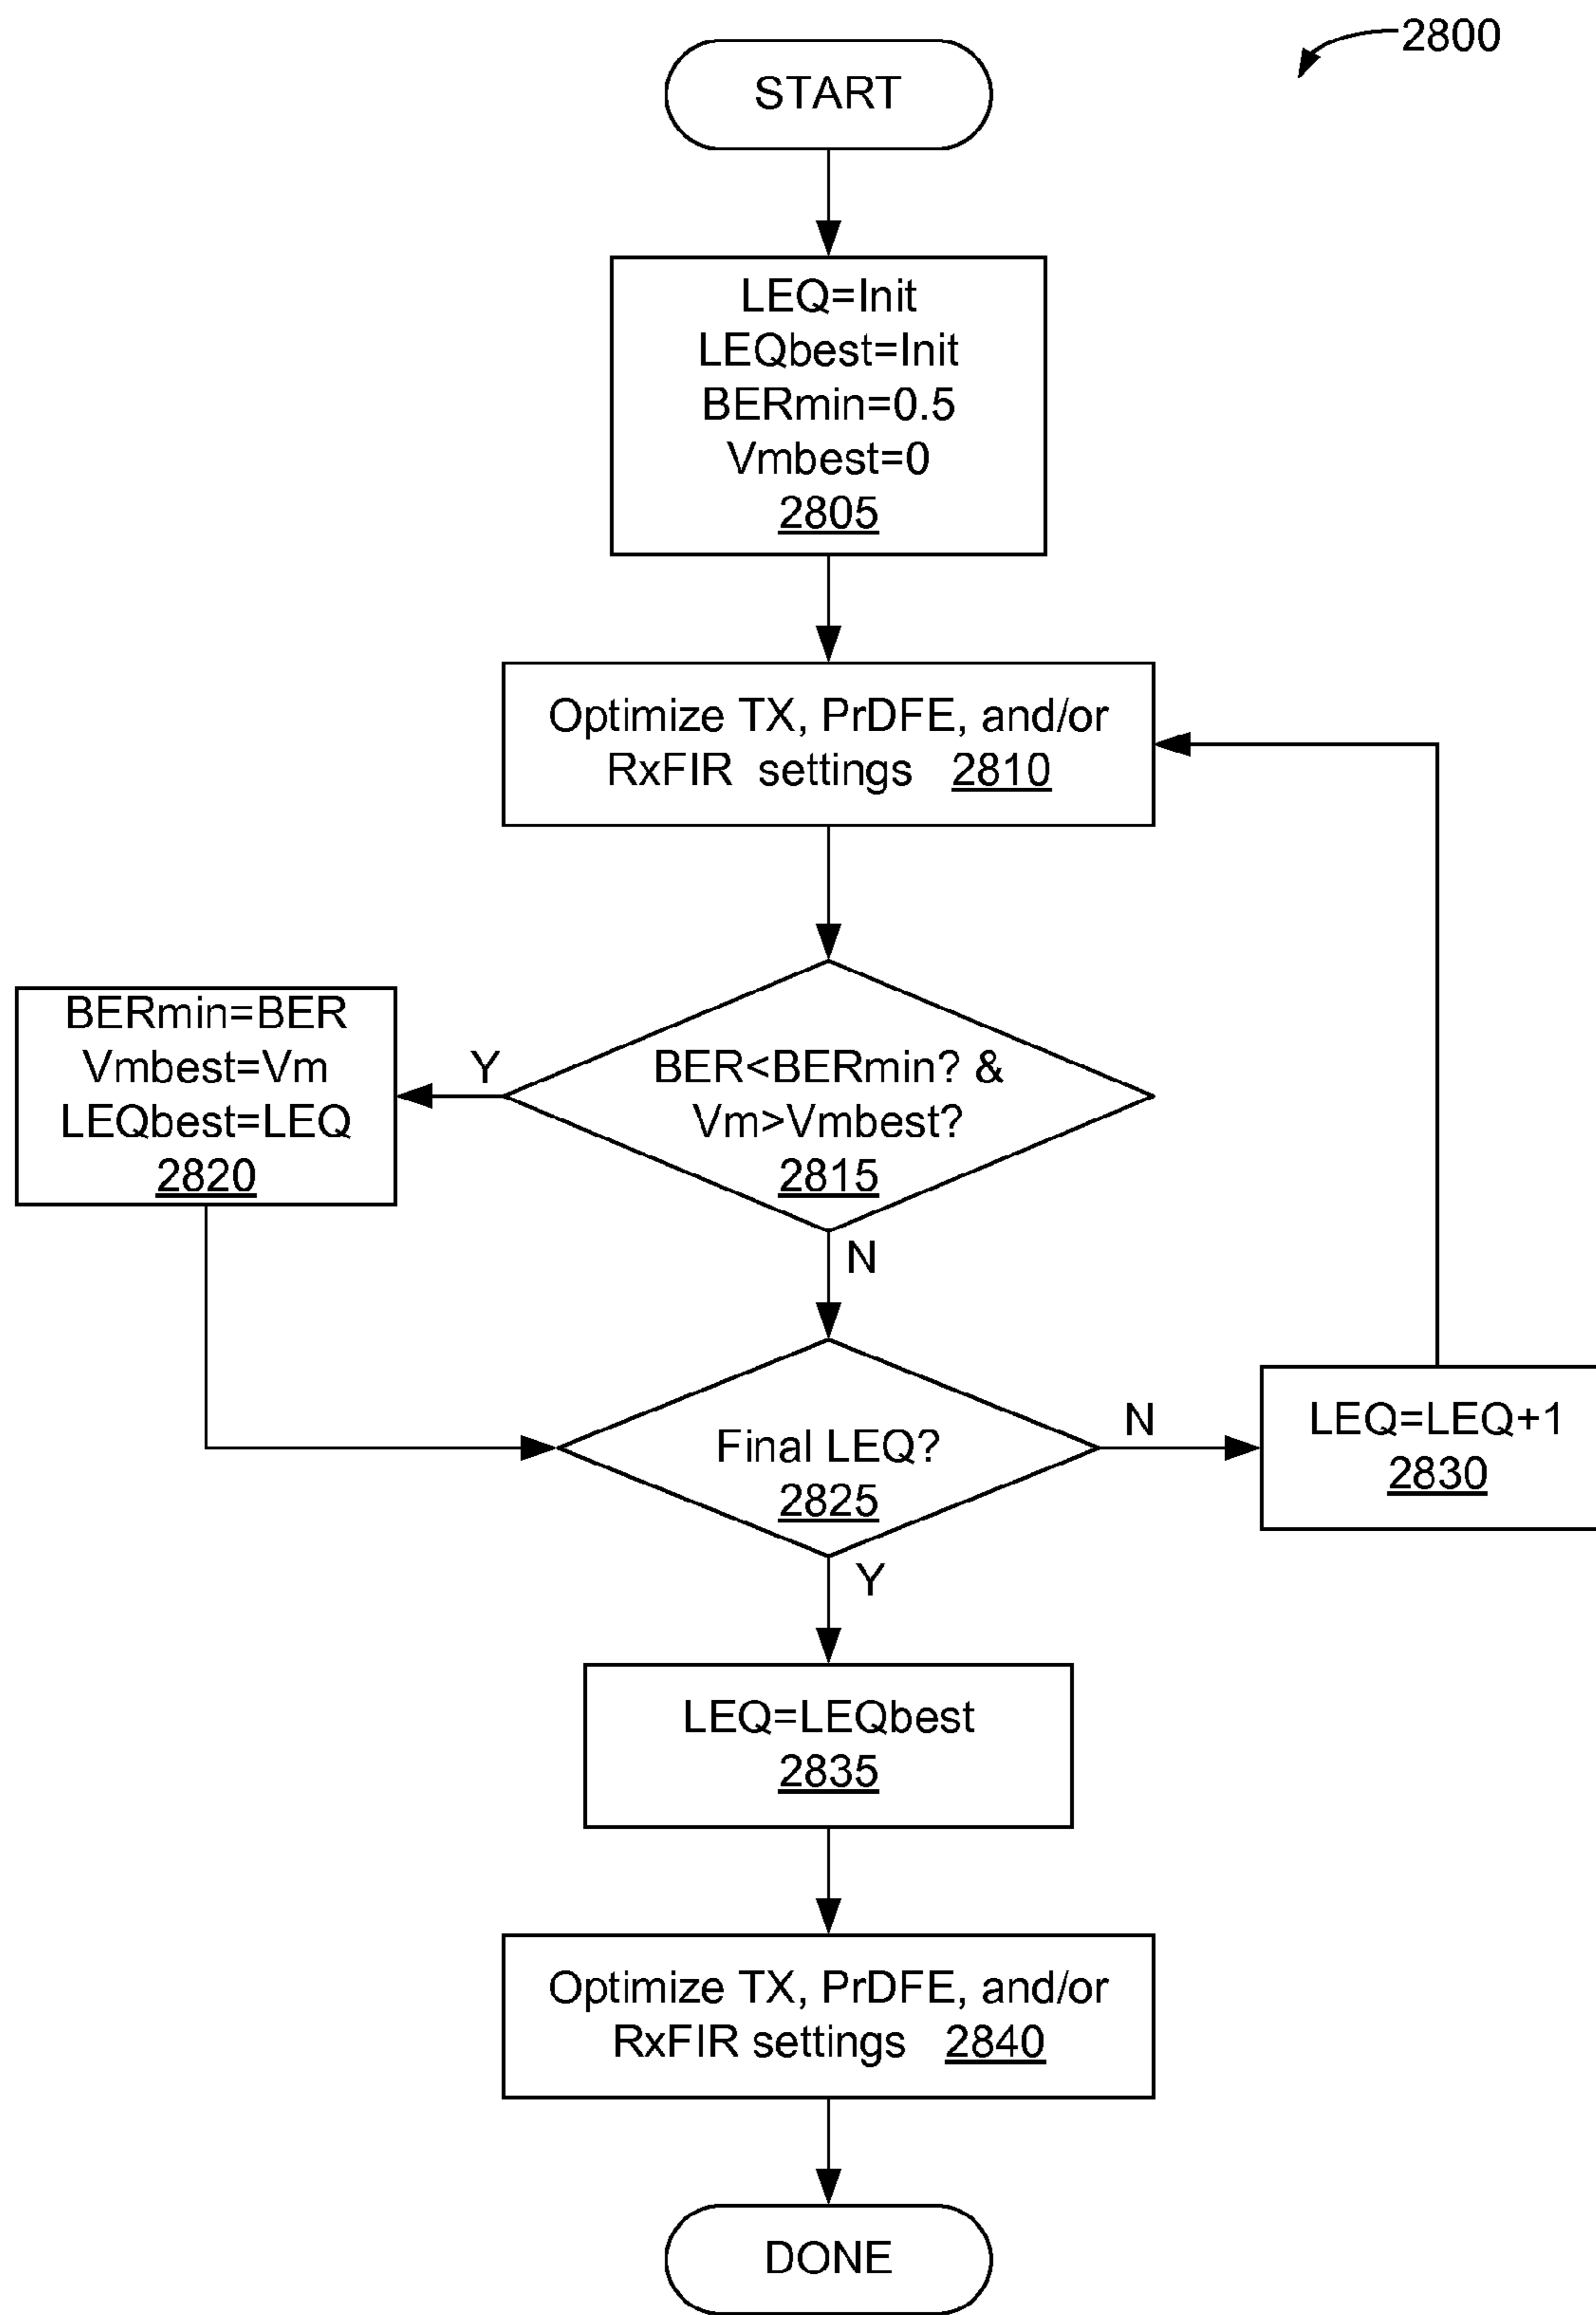 2800
START
LEQ=Init
LEQbest=Init
BERmin=0.5
Vmbest=0
2805
Optimize TX, PrDFE, and/or
RxFIR settings 2810
BER<BERmin? &
Vm>Vmbest?
2815
Y
N
BERmin=BER
Vmbest=Vm
LEQbest=LEQ
2820
Final LEQ?
2825
N
Y
LEQ=LEQ+1
2830
LEQ=LEQbest
2835
Optimize TX, PrDFE, and/or
RxFIR settings 2840
DONE